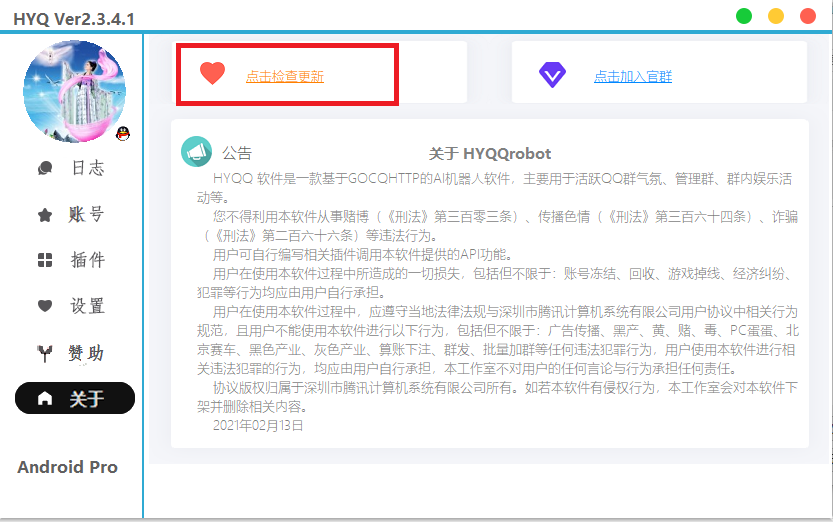 HYQ Ver2.3.4.1
点击检查更新
点击加入官群
日志
账号
插件
设置
赞助
关于
Android Pro
公告
关于 HYQQrobot
HYQQ 软件是一款基于GOCQHTTP的AI机器人软件，主要用于活跃QQ群气氛、管理群、群内娱乐活
动等。
您不得利用本软件从事赌博（《刑法》第三百零三条）、传播色情（《刑法》第三百六十四条）、诈骗
（《刑法》第二百六十六条）等违法行为。
用户可自行编写相关插件调用本软件提供的API功能。
用户在使用本软件过程中所造成的一切损失，包括但不限于：账号冻结、回收、游戏掉线、经济纠纷、
犯罪等行为均应由用户自行承担。
用户在使用本软件过程中，应遵守当地法律法规与深圳市腾讯计算机系统有限公司用户协议中相关行为
规范，且用户不能使用本软件进行以下行为，包括但不限于：广告传播、黑产、黄、赌、毒、PC蛋蛋、北
京赛车、黑色产业、灰色产业、算账下注、群发、批量加群等任何违法犯罪行为，用户使用本软件进行相
关违法犯罪的行为，均应由用户自行承担，本工作室不对用户的任何言论与行为承担任何责任。
协议版权归属于深圳市腾讯计算机系统有限公司所有。如若本软件有侵权行为，本工作室会对本软件下
架并删除相关内容。
2021年02月13日